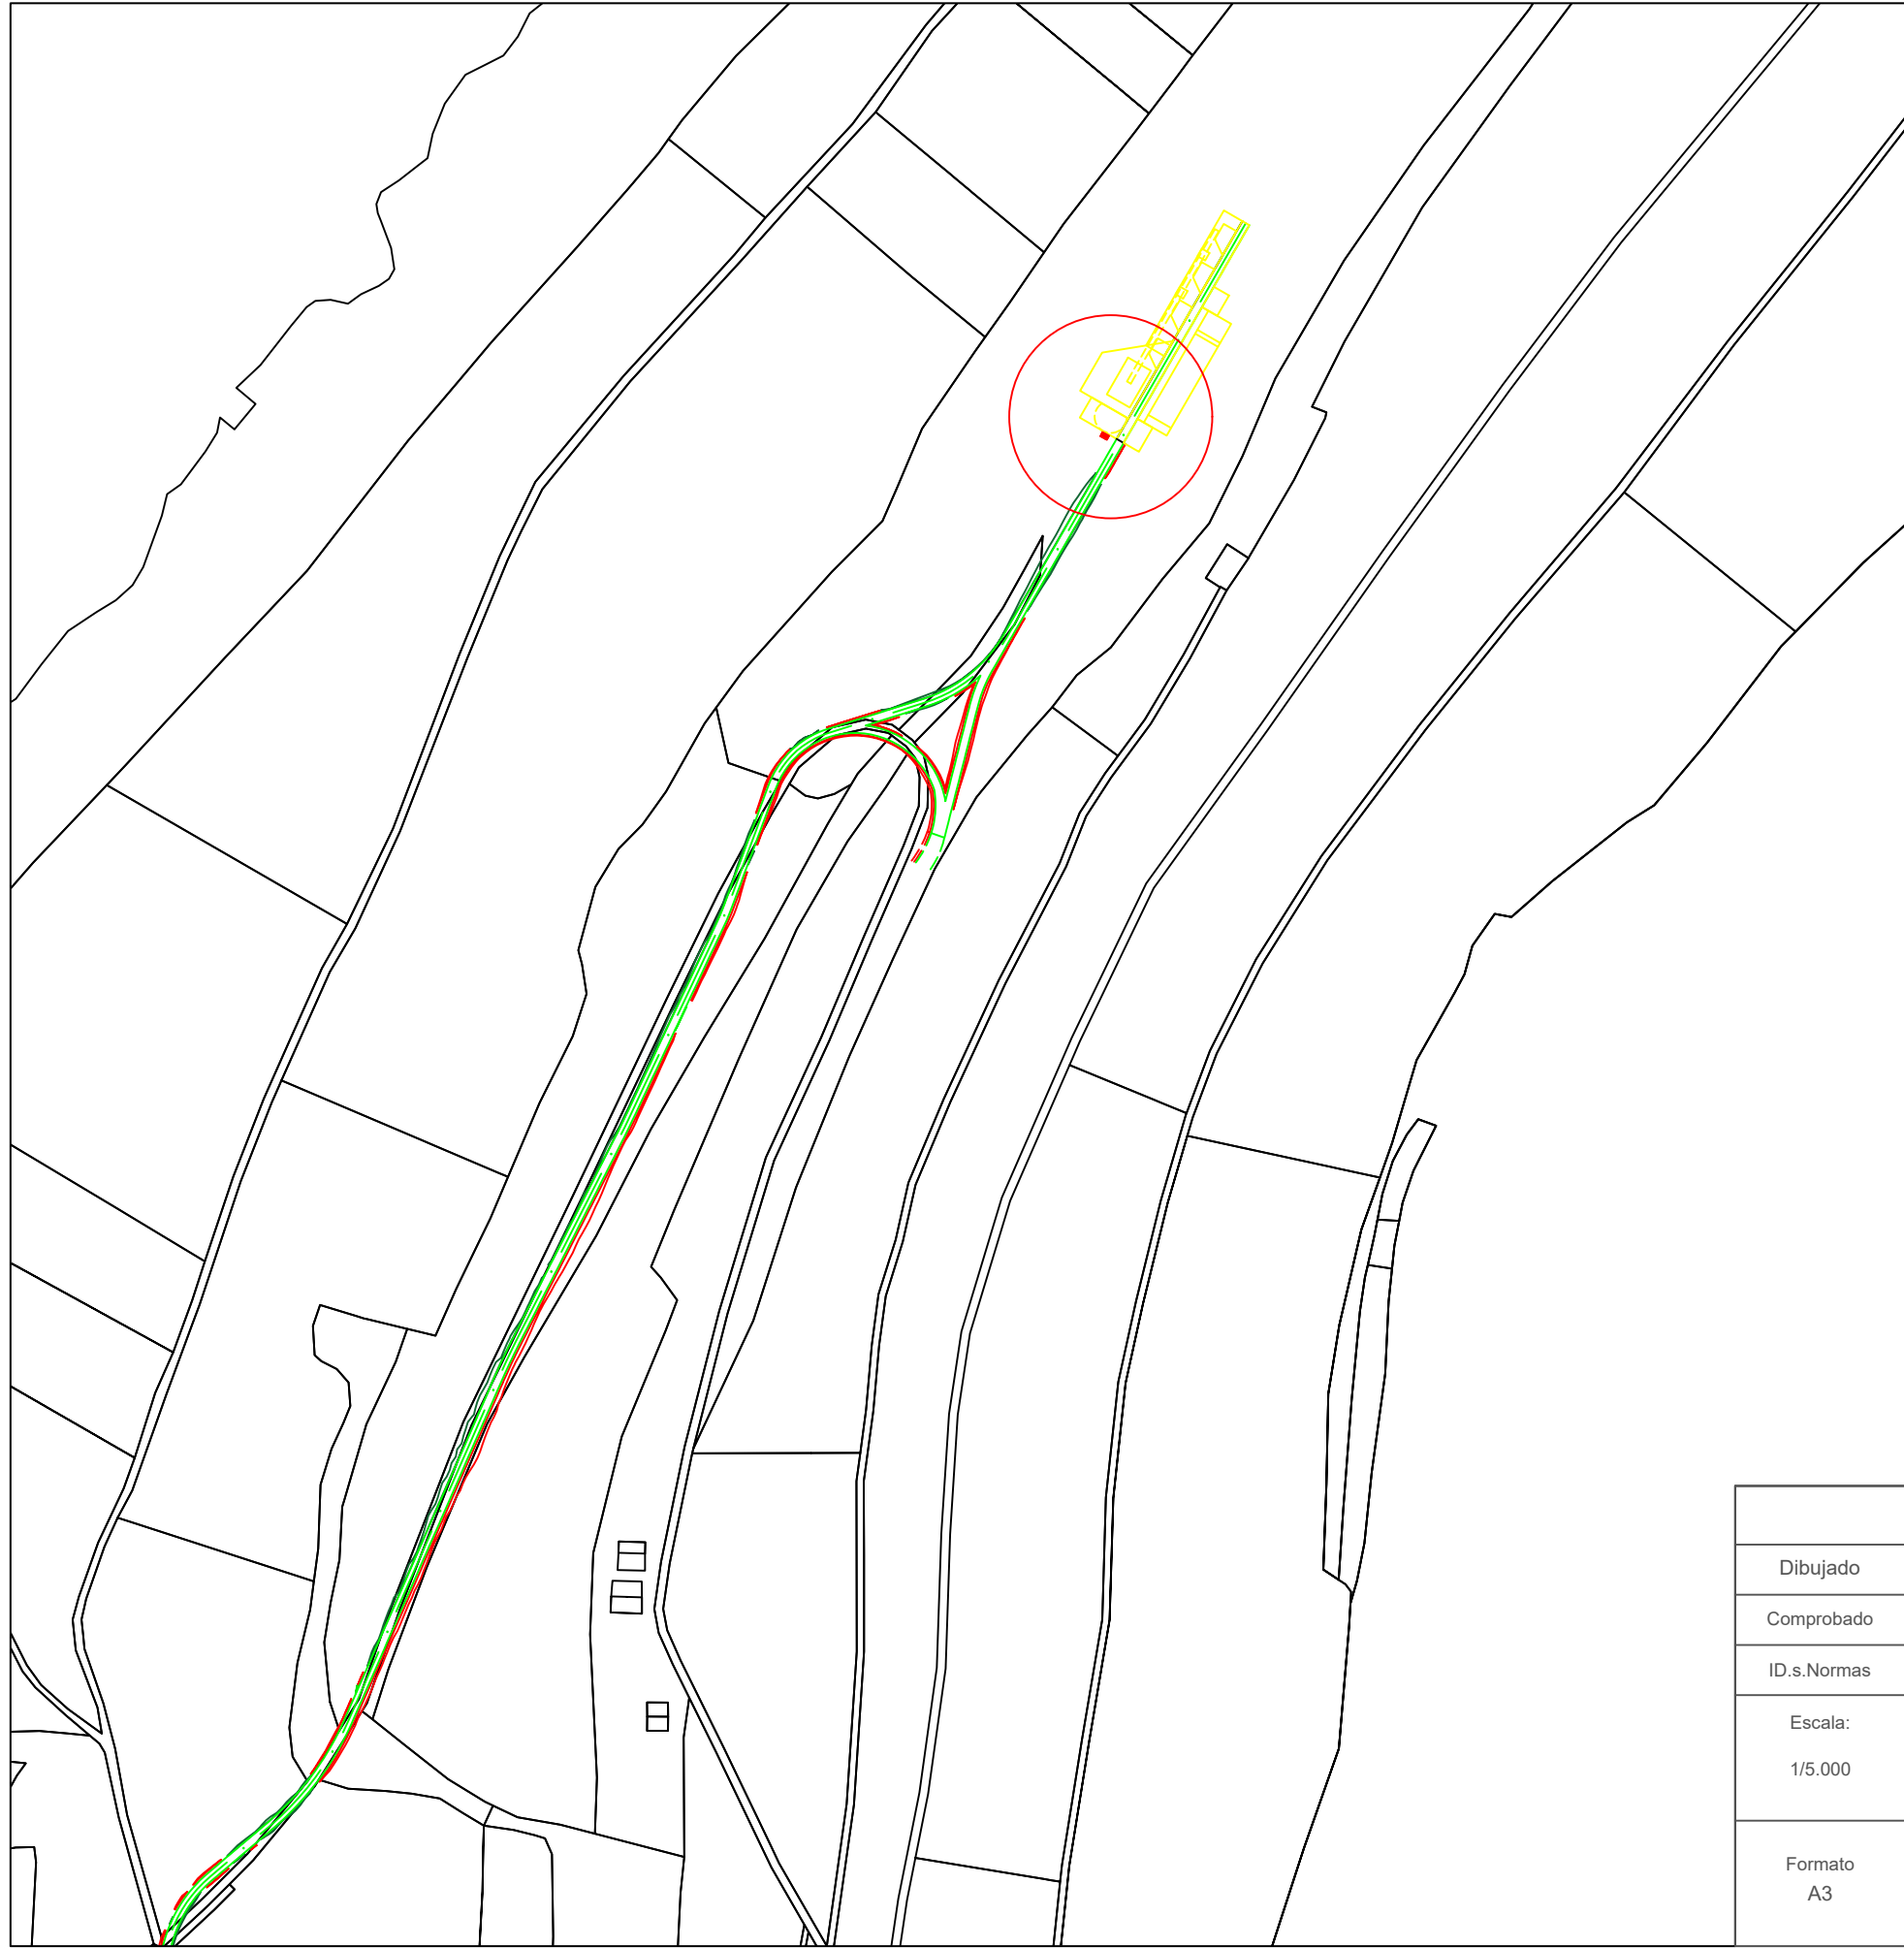 Dibujado
Comprobado
ID.s.Normas
Escala:
1/5.000
Formato
A3